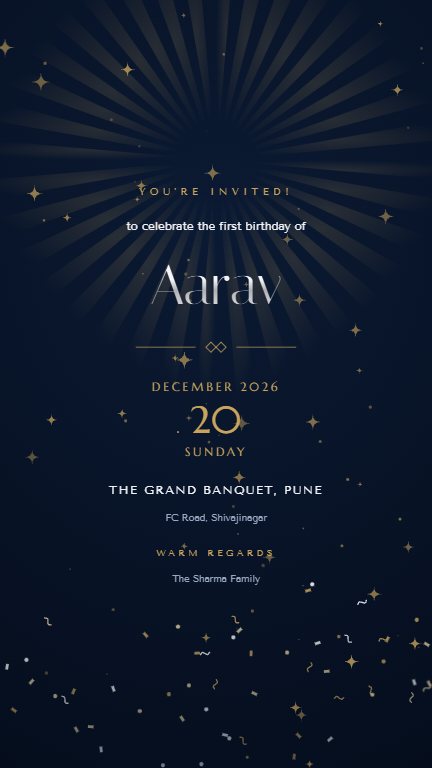 YOU'RE INVITED!
to celebrate the first birthday of
Aarav
DECEMBER 2026
20
SUNDAY
THE GRAND BANQUET, PUNE
FC Road, Shivajinagar
WARM REGARDS
The Sharma Family